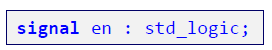 signal en : std_logic;